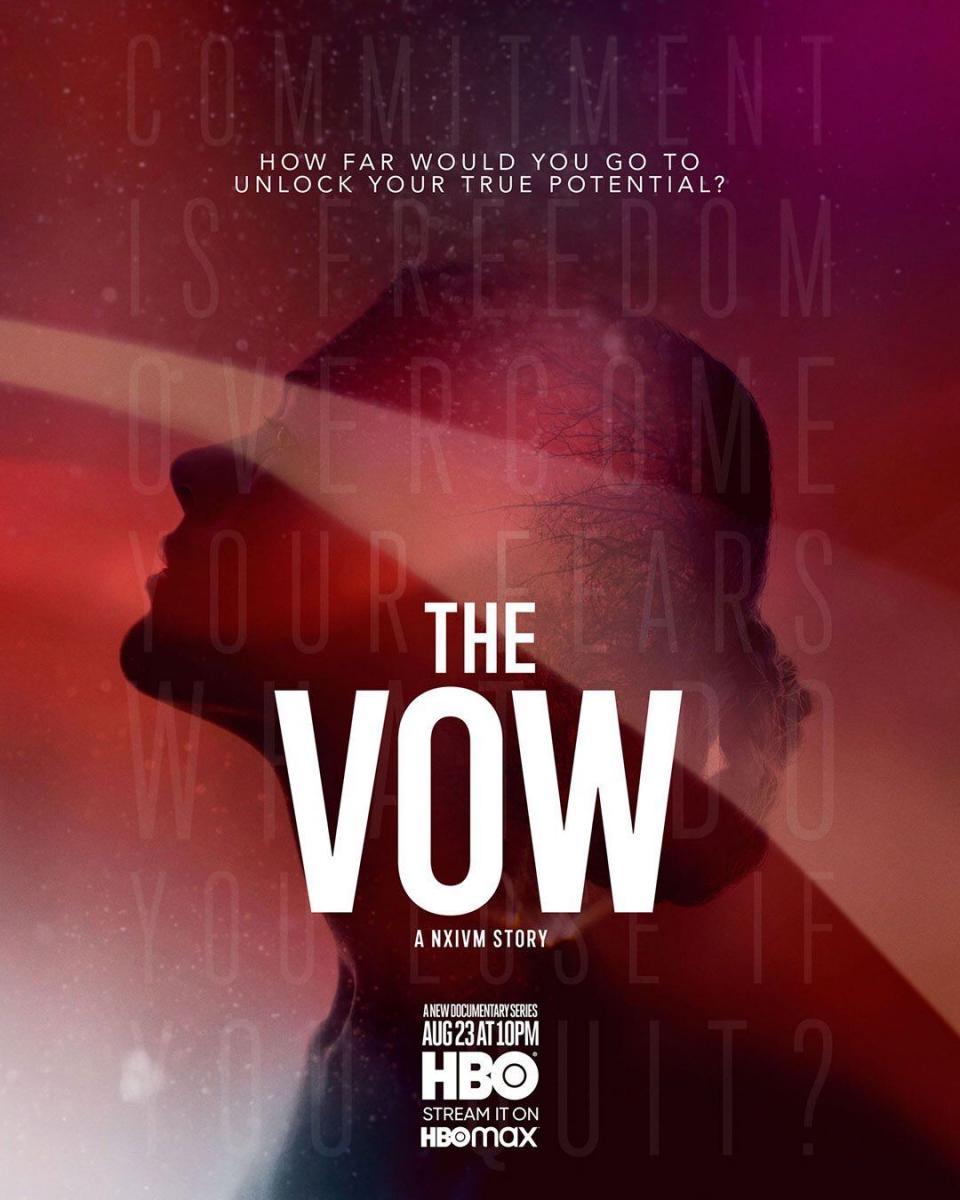 COMMITMENT
HOW FAR WOULD YOU GO TO
UNLOCK YOUR TRUE POTENTIAL?
IS FREEDOM
OVERCOME
YOUR FEARS
THE
WHAT DO
VOW
YOU LOSE IF
A NXIVM STORY
A NEW DOCUMENTARY SERIES
AUG 23 AT 10PM
YOU QUIT?
HBO
STREAM IT ON
HBOmax